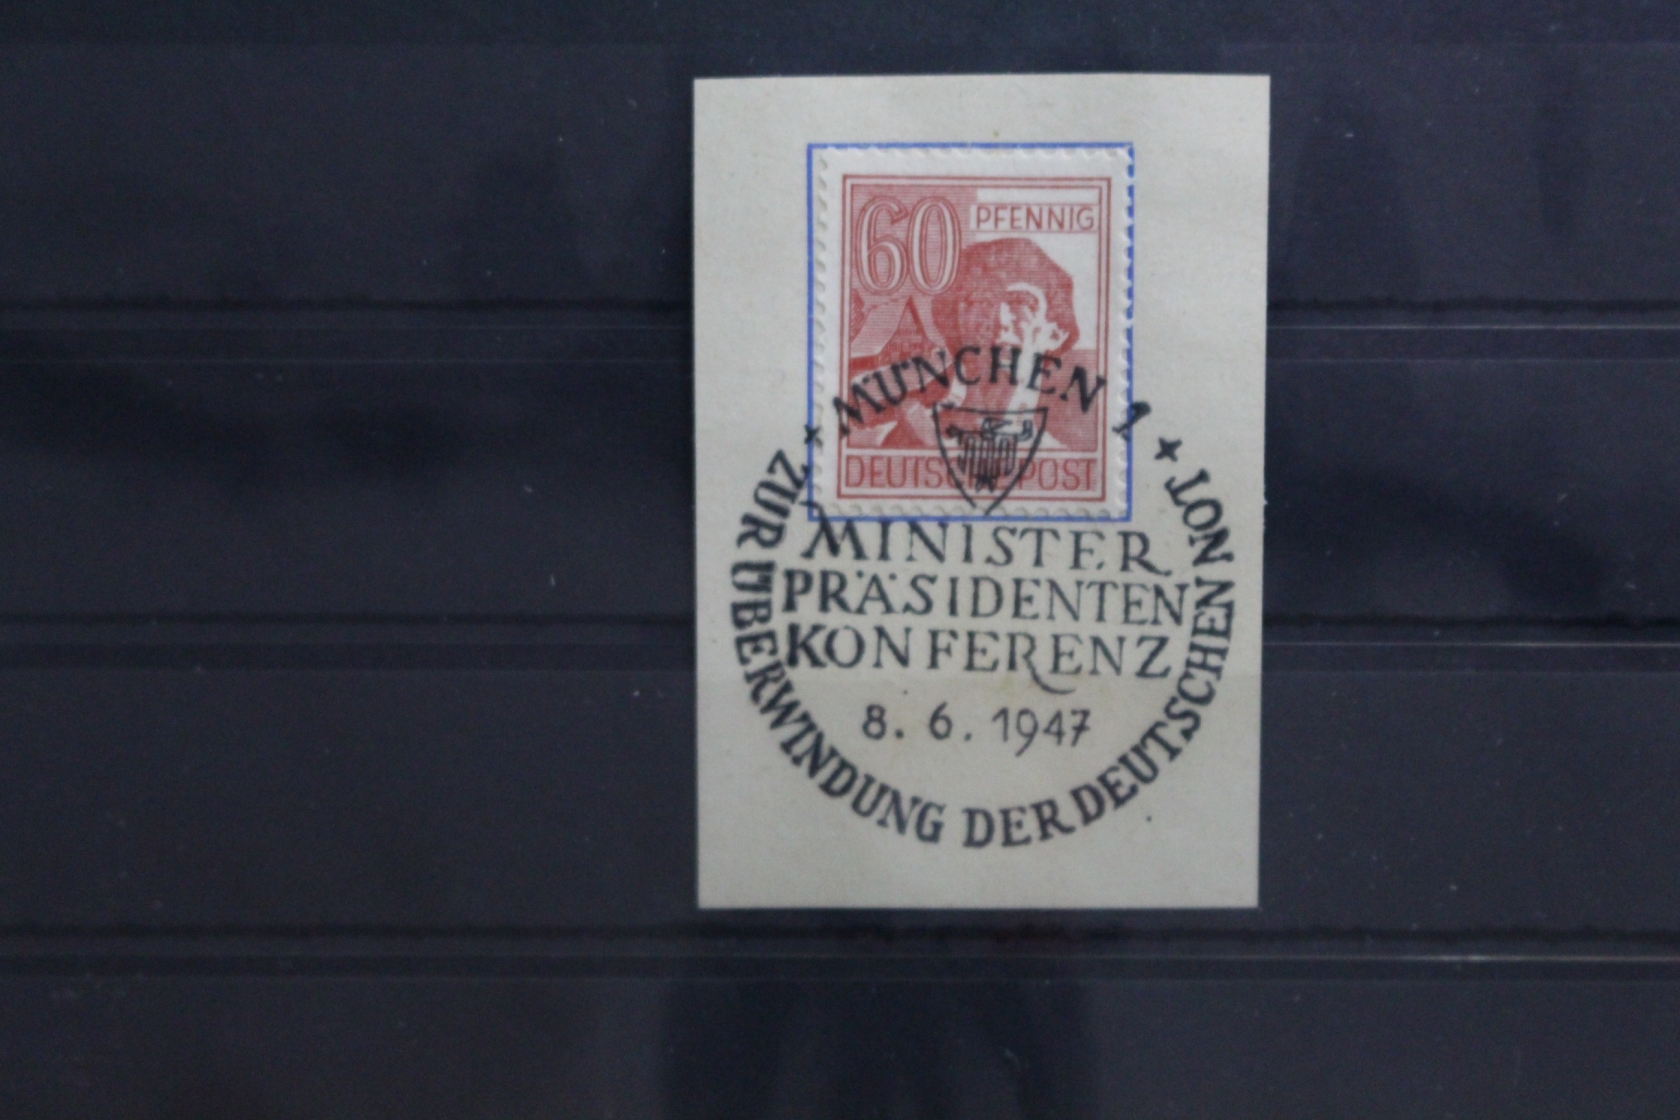 60 PFENNIG
DEUTSCHE POST
MÜNCHEN 1
MINISTER
PRÄSIDENTEN
KONFERENZ
8. 6. 1947
ZUR ÜBERWINDUNG DER DEUTSCHEN NOT